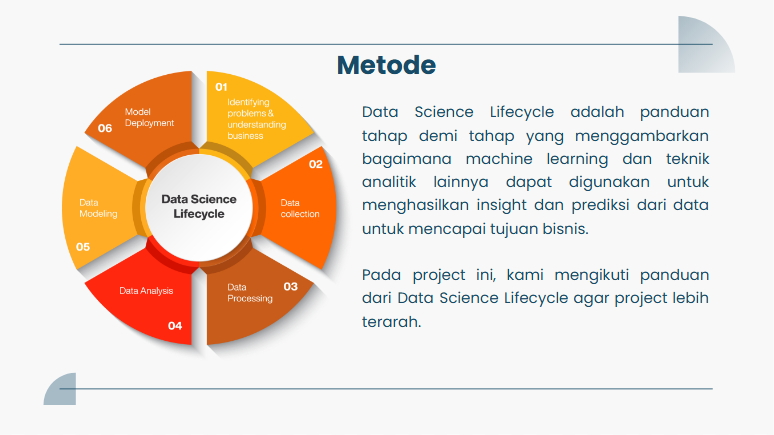 Metode
01
Identifying
problems &
understanding
business
02
Data
collection
Data
Processing
03
Data Analysis
04
Data
Modeling
05
Model
Deployment
06
Data Science
Lifecycle
Data Science Lifecycle adalah panduan
tahap demi tahap yang menggambarkan
bagaimana machine learning dan teknik
analitik lainnya dapat digunakan untuk
menghasilkan insight dan prediksi dari data
untuk mencapai tujuan bisnis.
Pada project ini, kami mengikuti panduan
dari Data Science Lifecycle agar project lebih
terarah.